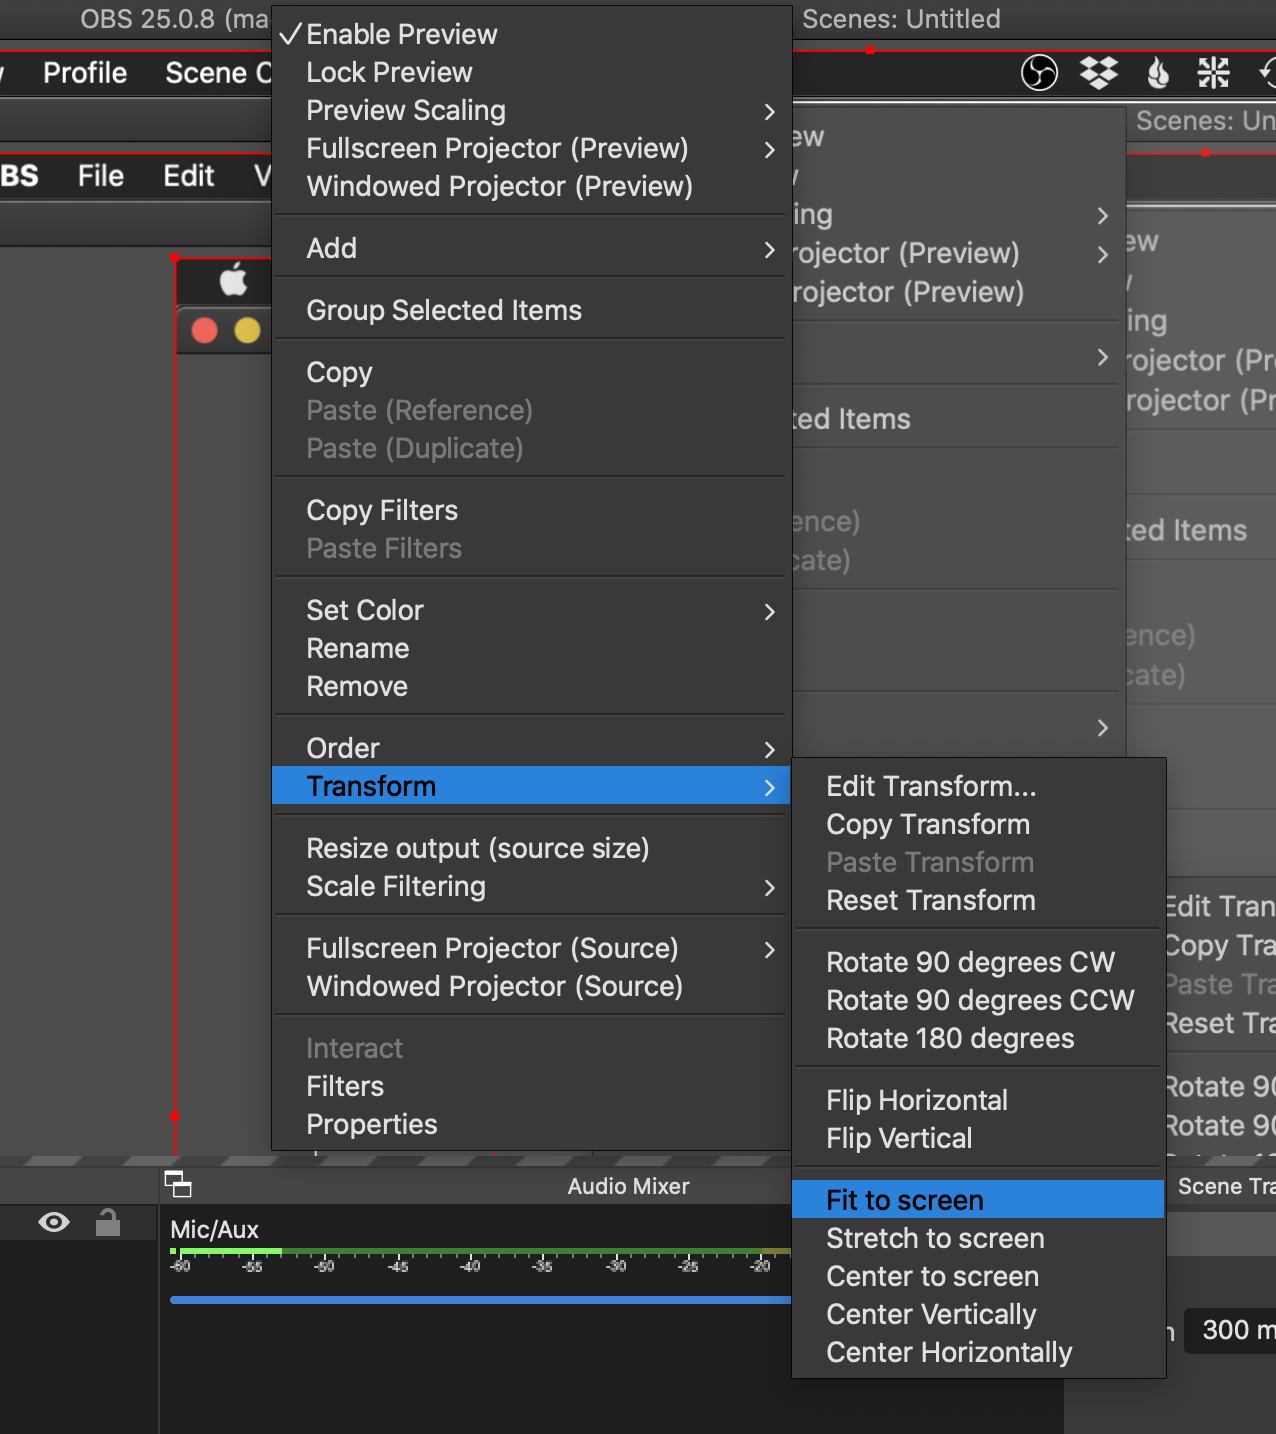 OBS 25.0.8 (ma
Scenes: Untitled
Profile
Scene C
BS
File
Edit
V
Scenes: Un
Enable Preview
Lock Preview
Preview Scaling
Fullscreen Projector (Preview)
Windowed Projector (Preview)
Add
Group Selected Items
Copy
Paste (Reference)
Paste (Duplicate)
Copy Filters
Paste Filters
Set Color
Rename
Remove
Order
Transform
Resize output (source size)
Scale Filtering
Fullscreen Projector (Source)
Windowed Projector (Source)
Interact
Filters
Properties
ew
ing
rojector (Preview)
rojector (Preview)
ted Items
ence)
cate)
ew
ing
rojector (Pr
rojector (Pr
ted Items
ence)
cate)
Edit Transform...
Copy Transform
Paste Transform
Reset Transform
Rotate 90 degrees CW
Rotate 90 degrees CCW
Rotate 180 degrees
Flip Horizontal
Flip Vertical
Fit to screen
Stretch to screen
Center to screen
Center Vertically
Center Horizontally
Edit Tran
Copy Tra
Paste Tra
Reset Tra
Rotate 90
Rotate 90
Audio Mixer
Scene Tra
Mic/Aux
-60 -55 -50 -45 -40 -35 -30 -25 -20
n 300 m